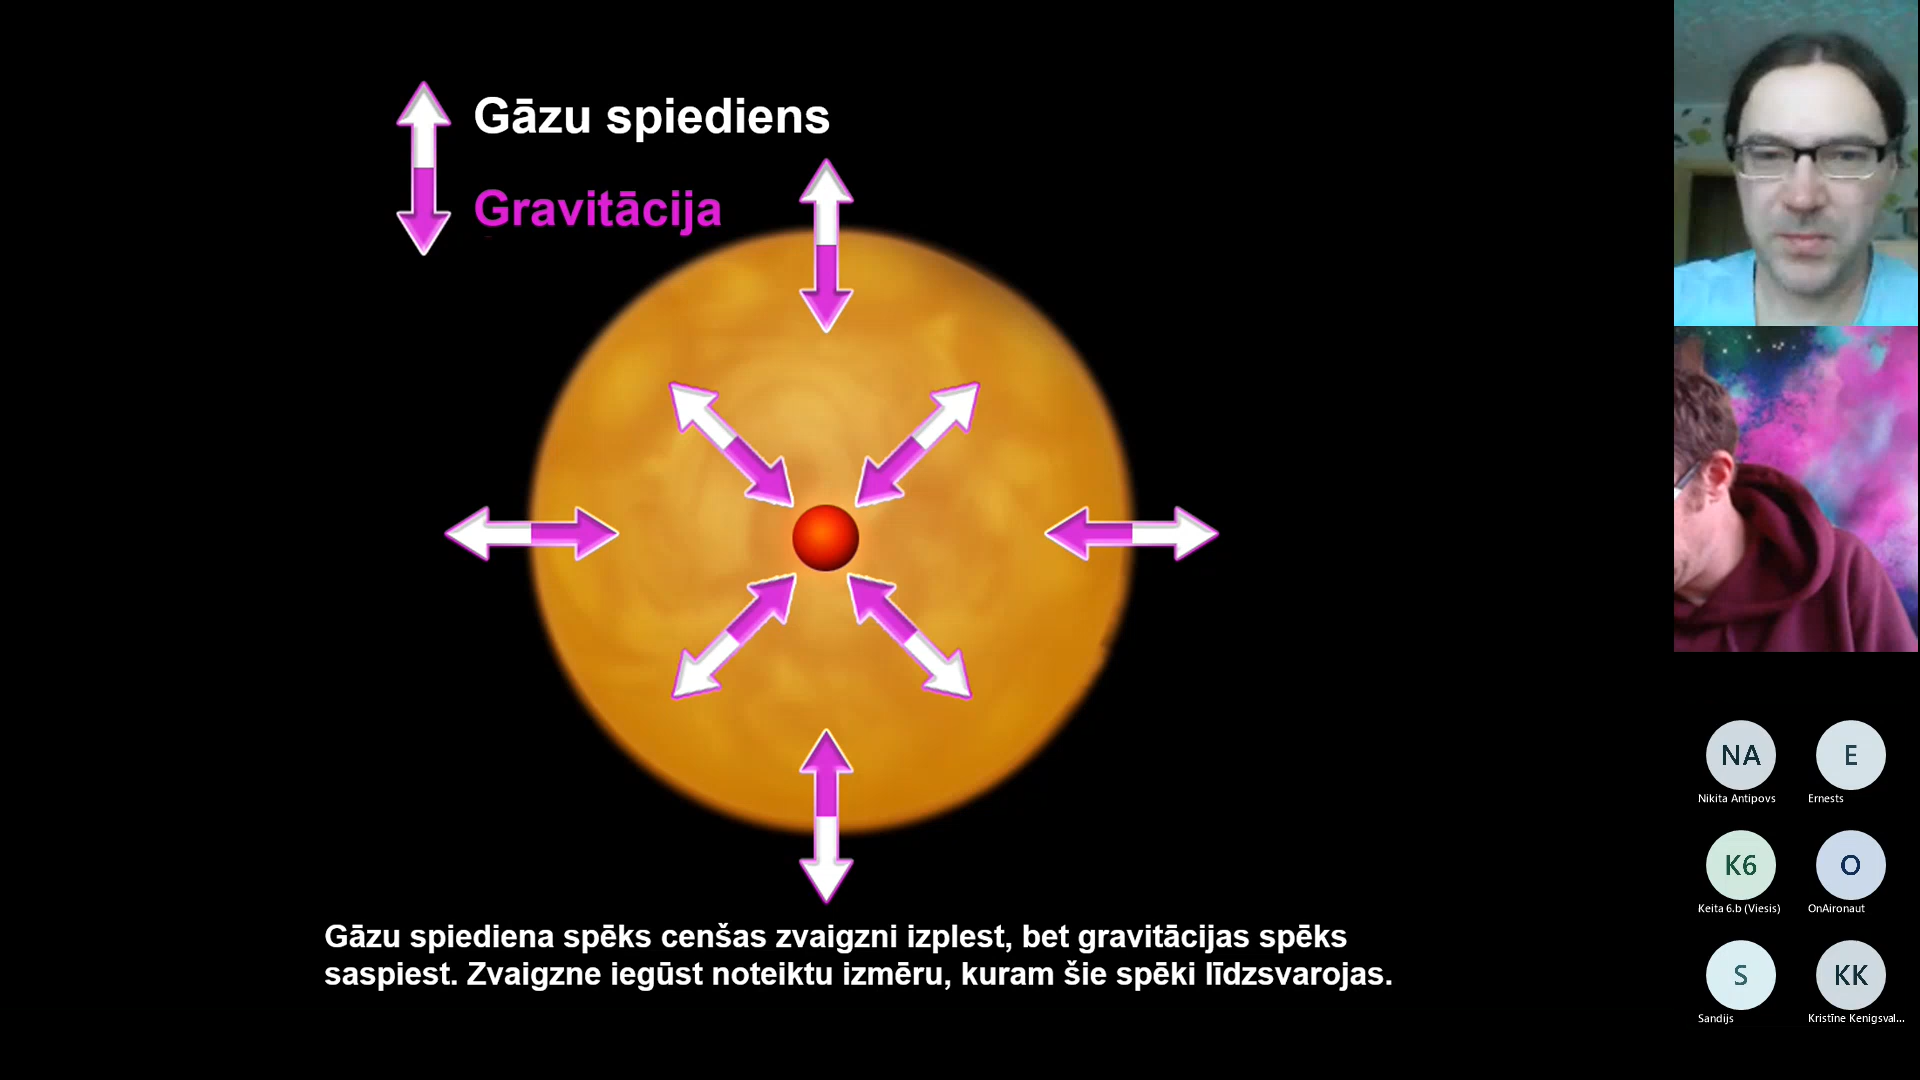 Gāzu spiediens
Gravitācija
Gāzu spiediena spēks cenšas zvaigzni izplest, bet gravitācijas spēks
saspiest. Zvaigzne iegūst noteiktu izmēru, kuram šie spēki līdzsvarojas.
NA
E
Nikita Antipovs
Ernests
K6
O
Keita 6.b (Viesis)
OnAironaut
S
KK
Sandijs
Kristīne Kenigsval...